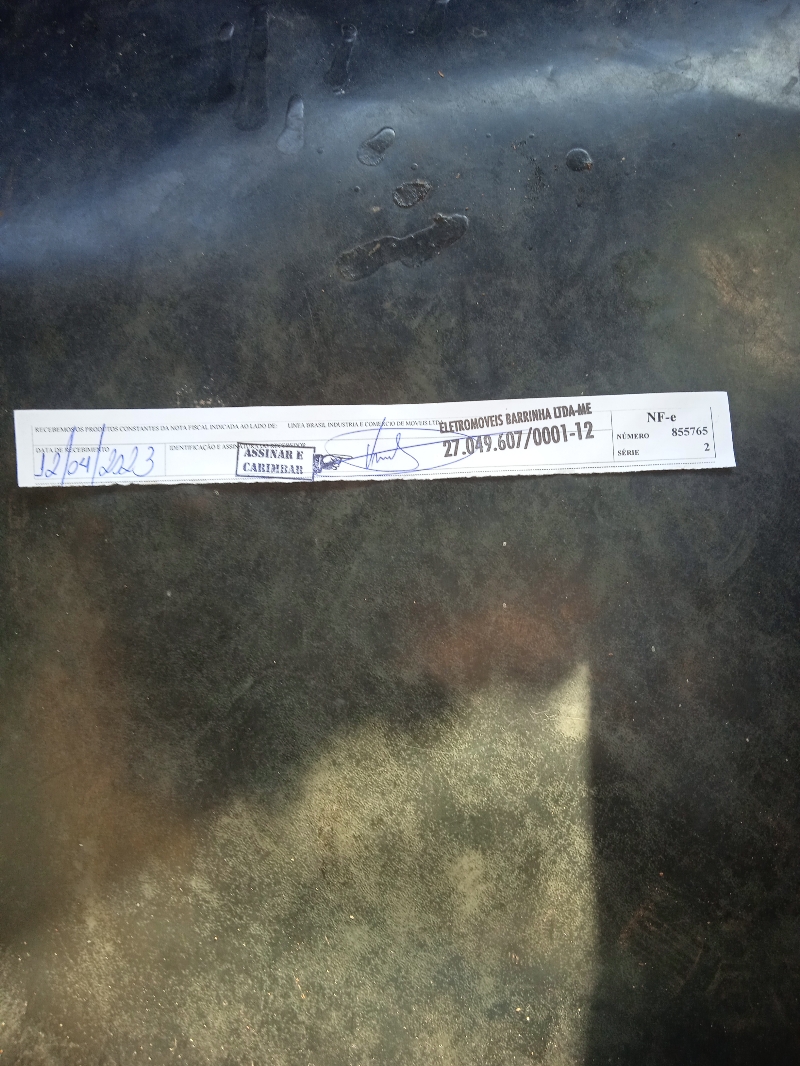 RECEBEMOS OS PRODUTOS CONSTANTES DA NOTA FISCAL INDICADA AO LADO DE: LINEA BRASIL INDUSTRIA E COMERCIO DE MOVEIS LTDA
ELETROMOVEIS BARRINHA LTDA-ME
27.049.607/0001-12
NF-e
NÚMERO 855765
SÉRIE 2
DATA DE RECEBIMENTO
12/04/2023
IDENTIFICAÇÃO E ASSINATURA DO RECEBEDOR
ASSINAR E
CARIMBAR